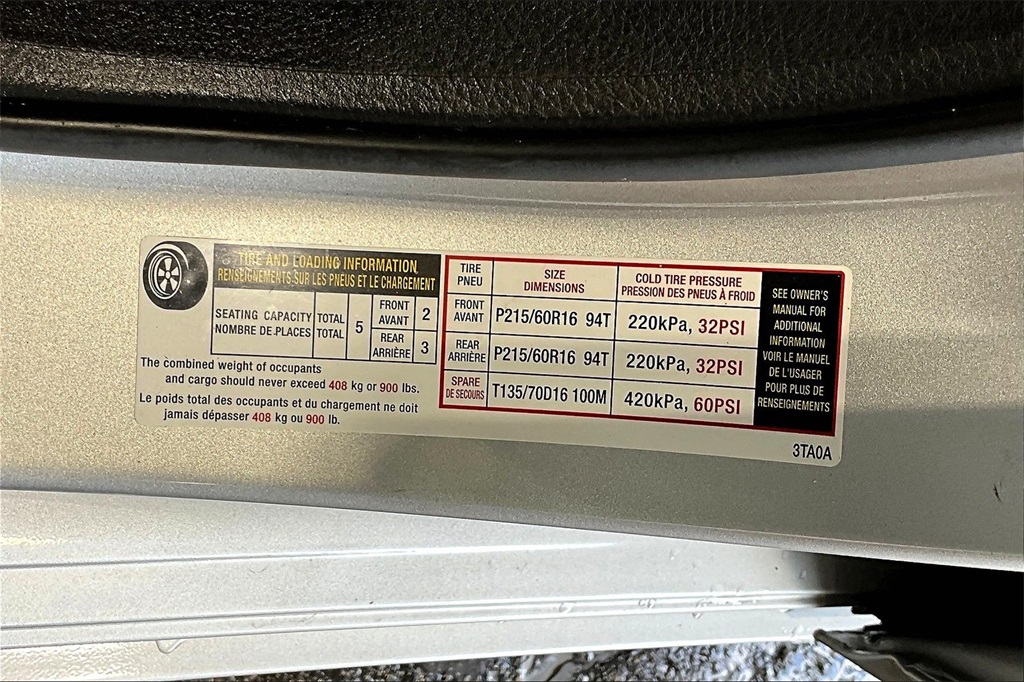 TIRE AND LOADING INFORMATION
RENSEIGNEMENTS SUR LES PNEUS ET LE CHARGEMENT
SEATING CAPACITY
NOMBRE DE PLACES
TOTAL
TOTAL
5
FRONT
AVANT
2
REAR
ARRIÈRE
3
The combined weight of occupants
and cargo should never exceed 408 kg or 900 lbs.
Le poids total des occupants et du chargement ne doit
jamais dépasser 408 kg ou 900 lb.
TIRE
PNEU
SIZE
DIMENSIONS
COLD TIRE PRESSURE
PRESSION DES PNEUS À FROID
FRONT
AVANT
P215/60R16 94T
220kPa, 32PSI
REAR
ARRIÈRE
P215/60R16 94T
220kPa, 32PSI
SPARE
DE SECOURS
T135/70D16 100M
420kPa, 60PSI
SEE OWNER'S
MANUAL FOR
ADDITIONAL
INFORMATION
VOIR LE MANUEL
DE L'USAGER
POUR PLUS DE
RENSEIGNEMENTS
3TA0A